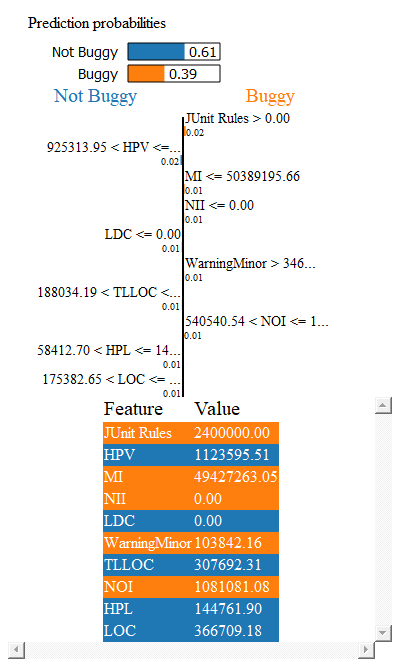 Prediction probabilities
Not Buggy 0.61
Buggy 0.39
Not Buggy Buggy
JUnit Rules > 0.00
0.02
925313.95 < HPV <=...
0.02
MI <= 50389195.66
0.01
NII <= 0.00
0.01
LDC <= 0.00
0.01
WarningMinor > 346...
0.01
188034.19 < TLLOC <...
0.01
540540.54 < NOI <= 1...
0.01
58412.70 < HPL <= 14...
0.01
175382.65 < LOC <= ...
0.01
Feature Value
JUnit Rules 2400000.00
HPV 1123595.51
MI 49427263.05
NII 0.00
LDC 0.00
WarningMinor 103842.16
TLLOC 307692.31
NOI 1081081.08
HPL 144761.90
LOC 366709.18